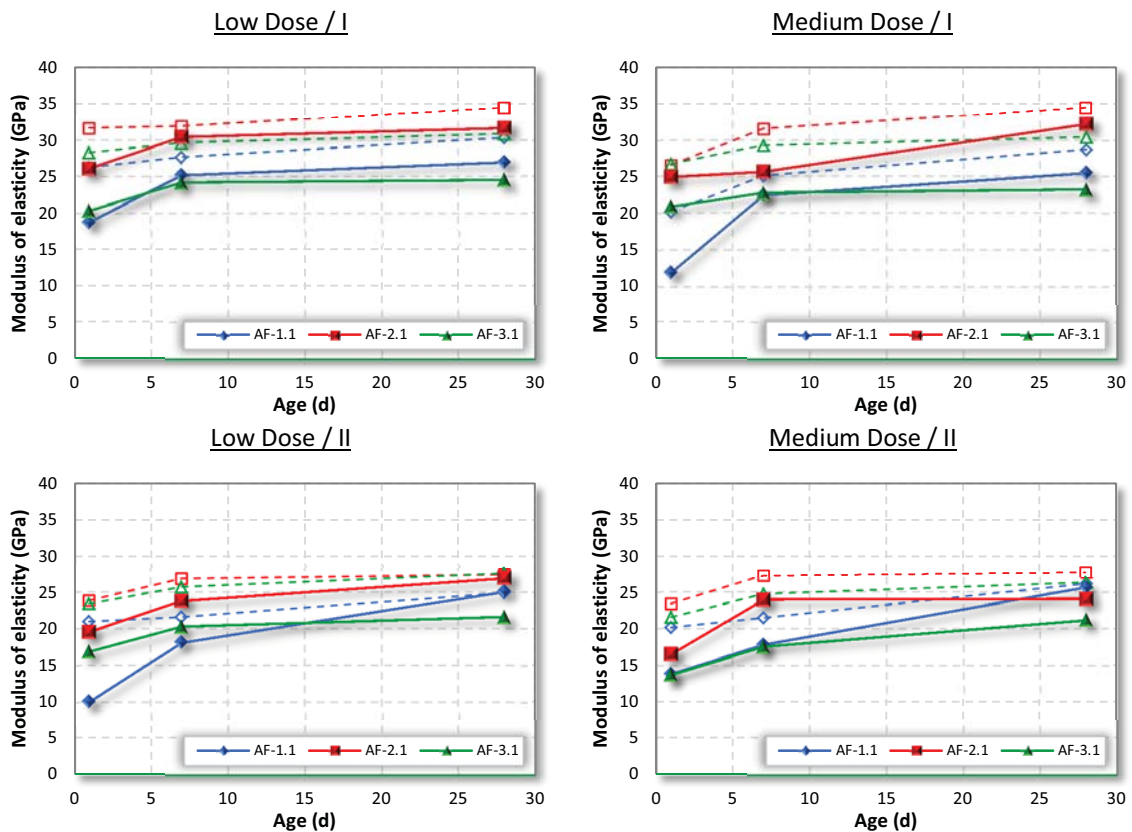 Low Dose / I
Modulus of elasticity (GPa)
40
35
30
25
20
15
10
5
0
AF-1.1 AF-2.1 AF-3.1
0 5 10 15 20 25 30
Age (d)
Medium Dose / I
Modulus of elasticity (GPa)
40
35
30
25
20
15
10
5
0
AF-1.1 AF-2.1 AF-3.1
0 5 10 15 20 25 30
Age (d)
Low Dose / II
Modulus of elasticity (GPa)
40
35
30
25
20
15
10
5
0
AF-1.1 AF-2.1 AF-3.1
0 5 10 15 20 25 30
Age (d)
Medium Dose / II
Modulus of elasticity (GPa)
40
35
30
25
20
15
10
5
0
AF-1.1 AF-2.1 AF-3.1
0 5 10 15 20 25 30
Age (d)